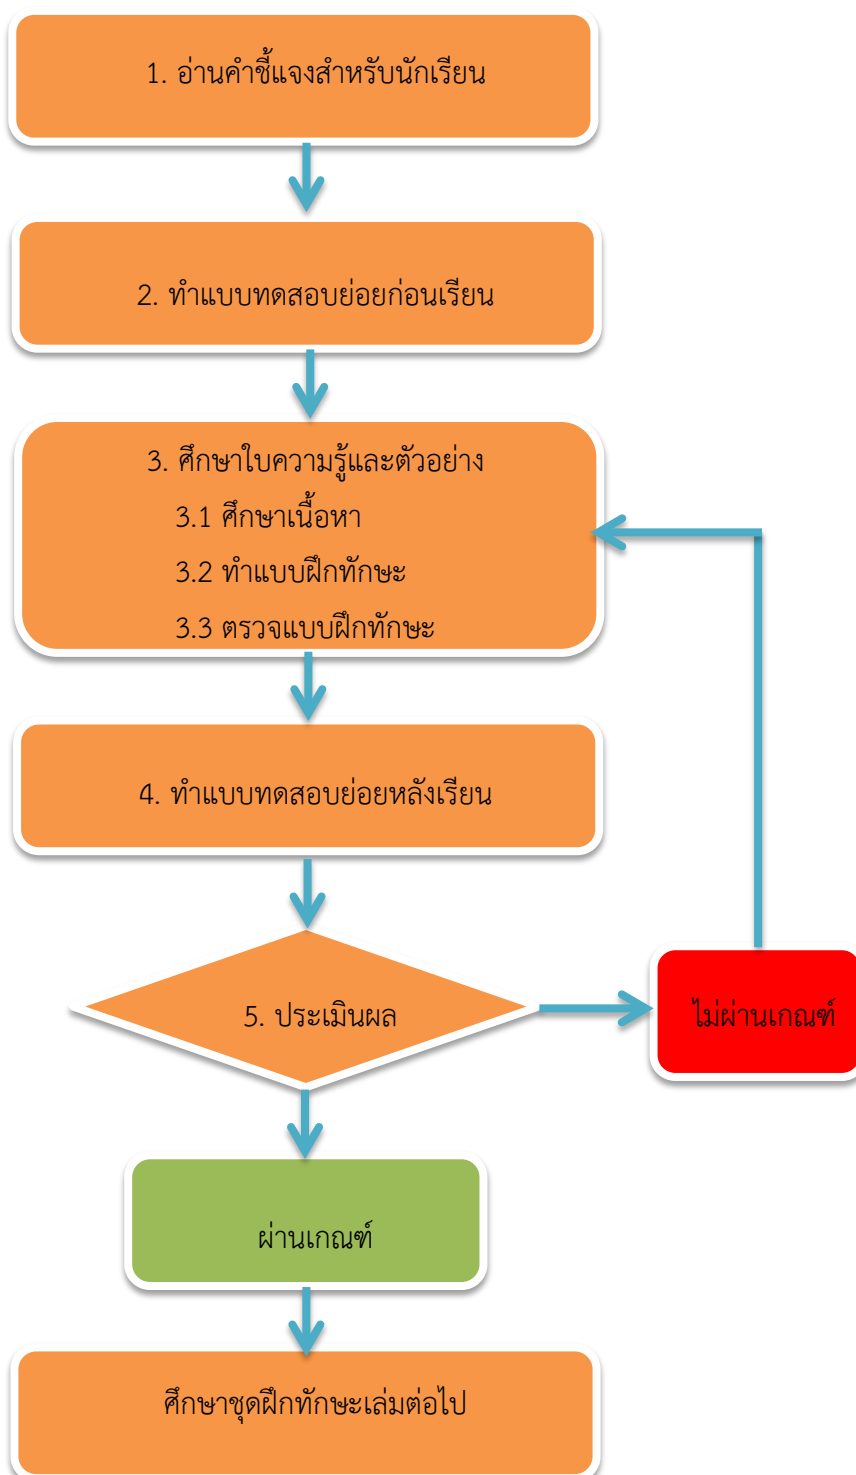 1. อ่านคำชี้แจงสำหรับนักเรียน
2. ทำแบบทดสอบย่อยก่อนเรียน
3. ศึกษาใบความรู้และตัวอย่าง
3.1 ศึกษาเนื้อหา
3.2 ทำแบบฝึกทักษะ
3.3 ตรวจแบบฝึกทักษะ
4. ทำแบบทดสอบย่อยหลังเรียน
5. ประเมินผล
ไม่ผ่านเกณฑ์
ผ่านเกณฑ์
ศึกษาชุดฝึกทักษะเล่มต่อไป